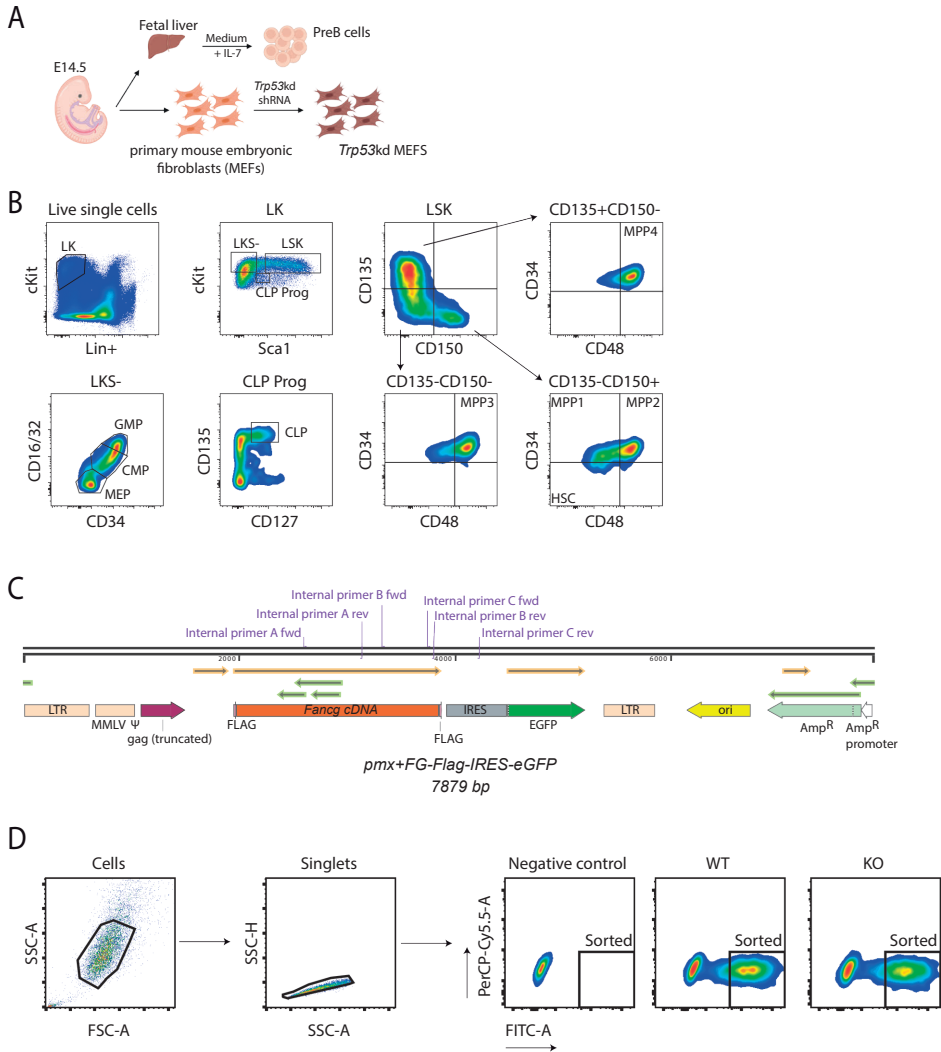 A
Fetal liver
Medium
+ IL-7
PreB cells
E14.5
Trp53kd
shRNA
primary mouse embryonic
fibroblasts (MEFs)
Trp53kd MEFS
B
Live single cells
LK
LSK
CD135+CD150-
LK
cKit
Lin+
LKS-
LSK
CLP Prog
cKit
Sca1
CD135
CD150
MPP4
CD34
CD48
LKS-
CLP Prog
CD135-CD150-
CD135-CD150+
GMP
CMP
MEP
CD16/32
CD34
CLP
CD135
CD127
MPP3
CD34
CD48
MPP1
MPP2
HSC
CD34
CD48
C
Internal primer B fwd
Internal primer C fwd
Internal primer A rev
Internal primer B rev
Internal primer A fwd
Internal primer C rev
2000
4000
6000
LTR
MMLV Ψ
gag (truncated)
FLAG
Fancg cDNA
FLAG
IRES
EGFP
LTR
ori
AmpR
AmpR
promoter
pmx+FG-Flag-IRES-eGFP
7879 bp
D
Cells
Singlets
Negative control
WT
KO
SSC-A
FSC-A
SSC-H
SSC-A
PerCP-Cy5.5-A
FITC-A
Sorted
Sorted
Sorted